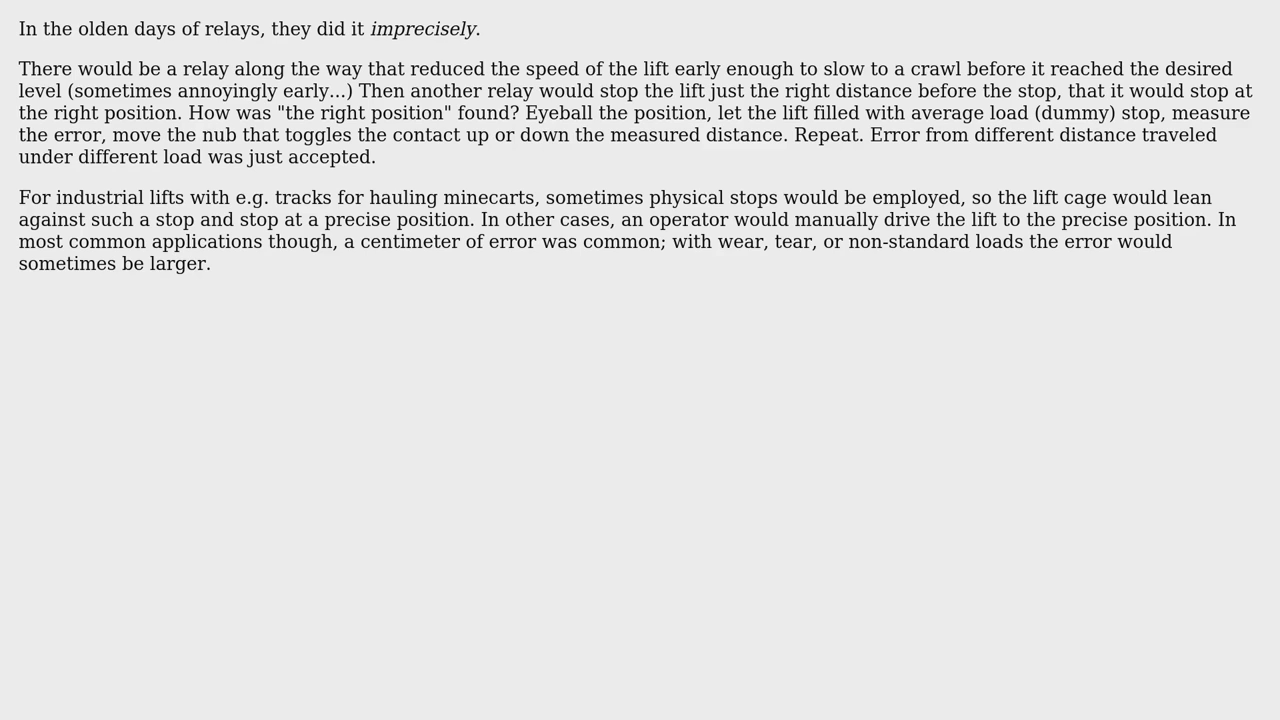 In the olden days of relays, they did it imprecisely.
There would be a relay along the way that reduced the speed of the lift early enough to slow to a crawl before it reached the desired
level (sometimes annoyingly early...) Then another relay would stop the lift just the right distance before the stop, that it would stop at
the right position. How was "the right position" found? Eyeball the position, let the lift filled with average load (dummy) stop, measure
the error, move the nub that toggles the contact up or down the measured distance. Repeat. Error from different distance traveled
under different load was just accepted.
For industrial lifts with e.g. tracks for hauling minecarts, sometimes physical stops would be employed, so the lift cage would lean
against such a stop and stop at a precise position. In other cases, an operator would manually drive the lift to the precise position. In
most common applications though, a centimeter of error was common; with wear, tear, or non-standard loads the error would
sometimes be larger.